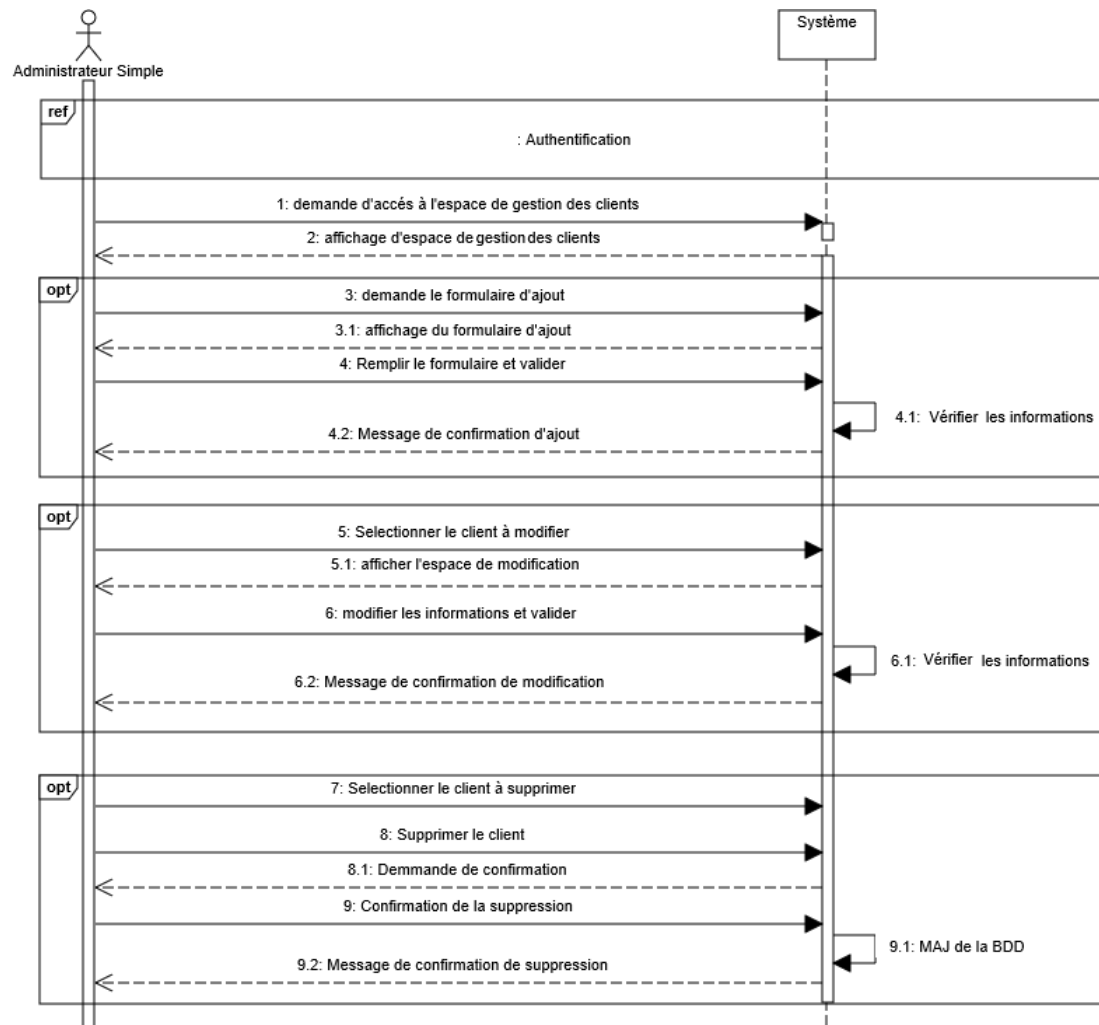 Système
Administrateur Simple
ref
: Authentification
1: demande d'accés à l'espace de gestion des clients
2: affichage d'espace de gestion des clients
opt
3: demande le formulaire d'ajout
3.1: affichage du formulaire d'ajout
4: Remplir le formulaire et valider
4.1: Vérifier les informations
4.2: Message de confirmation d'ajout
opt
5: Selectionner le client à modifier
5.1: afficher l'espace de modification
6: modifier les informations et valider
6.1: Vérifier les informations
6.2: Message de confirmation de modification
opt
7: Selectionner le client à supprimer
8: Supprimer le client
8.1: Demmande de confirmation
9: Confirmation de la suppression
9.1: MAJ de la BDD
9.2: Message de confirmation de suppression